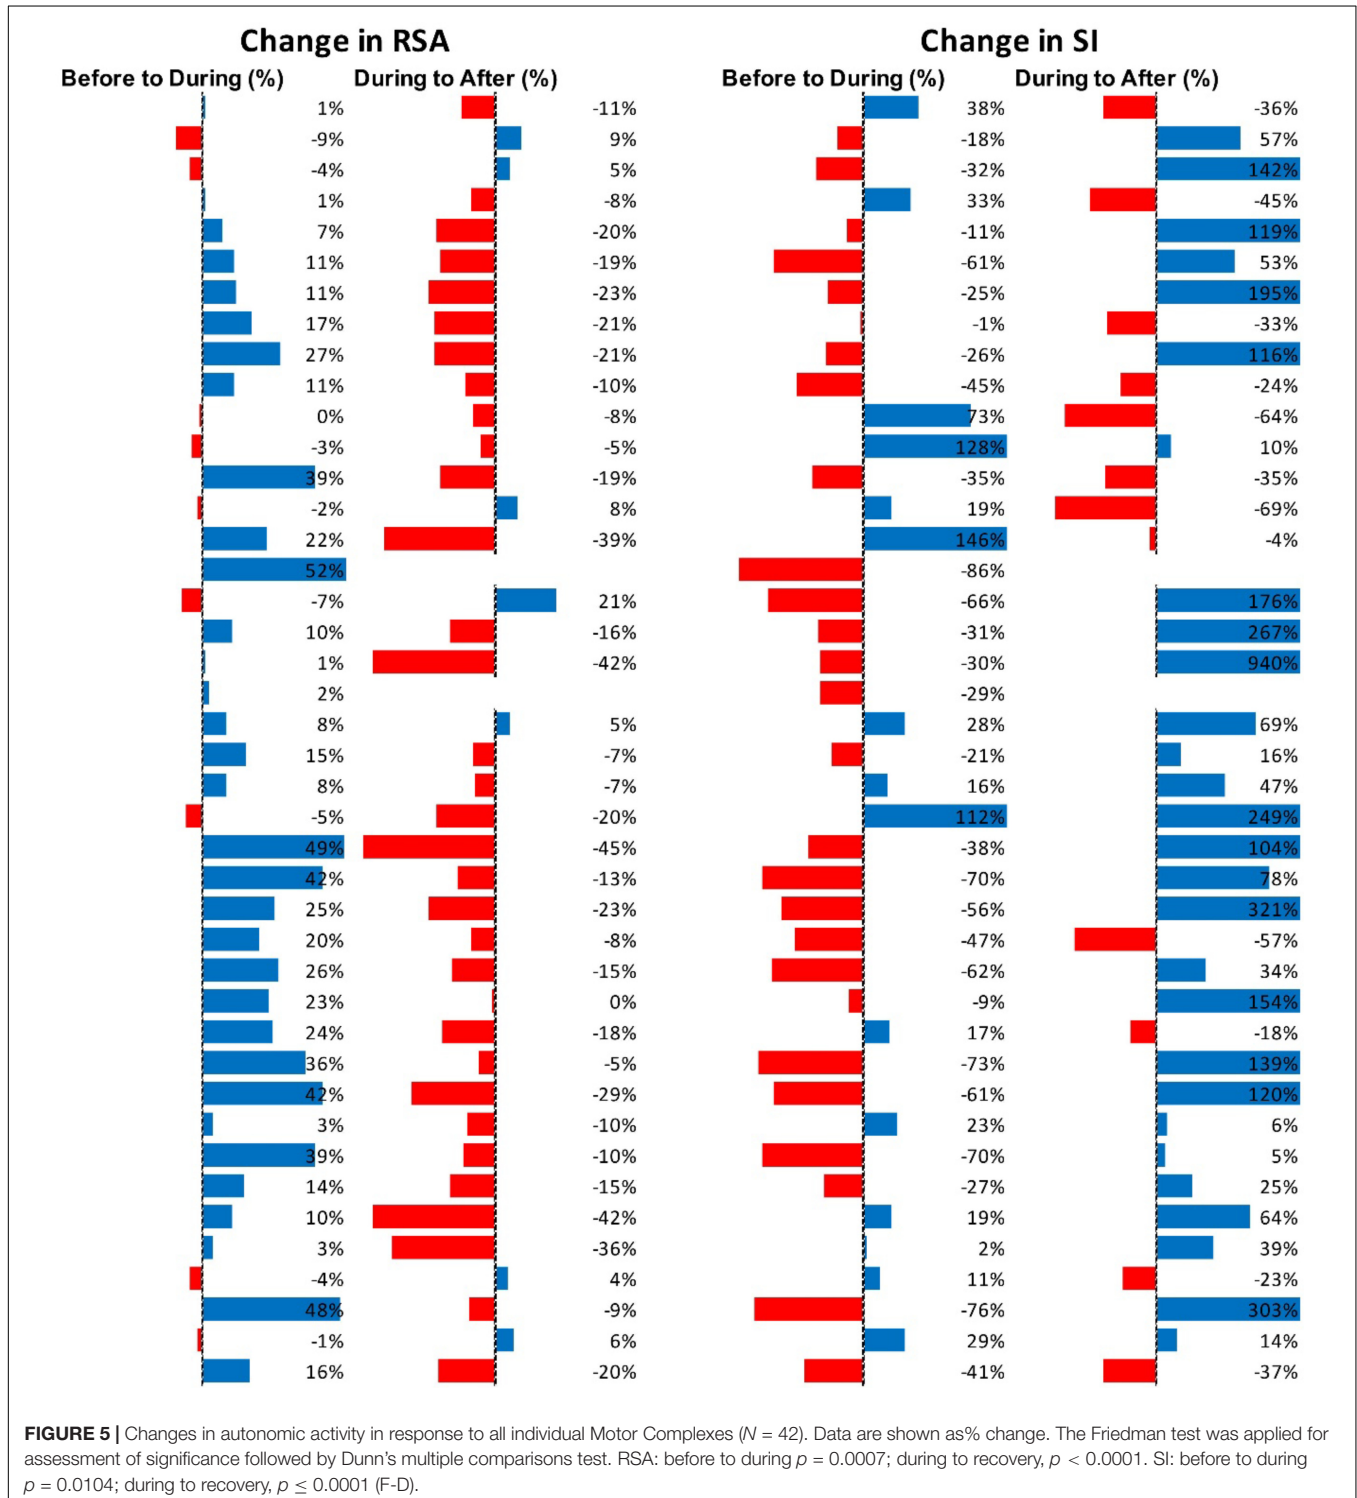 Change in RSA Change in SI
Before to During (%) During to After (%) Before to During (%) During to After (%)
1% -11% 38% -36%
-9% 9% -18% 57%
-4% 5% -32% 142%
1% -8% 33% -45%
7% -20% -11% 119%
11% -19% -61% 53%
11% -23% -25% 195%
17% -21% -1% -33%
27% -21% -26% 116%
11% -10% -45% -24%
0% -8% 73% -64%
-3% -5% 128% 10%
39% -19% -35% -35%
-2% 8% 19% -69%
22% -39% 146% -4%
52% -86%
-7% 21% -66% 176%
10% -16% -31% 267%
1% -42% -30% 940%
2% -29%
8% 5% 28% 69%
15% -7% -21% 16%
8% -7% 16% 47%
-5% -20% 112% 249%
49% -45% -38% 104%
42% -13% -70% 78%
25% -23% -56% 321%
20% -8% -47% -57%
26% -15% -62% 34%
23% 0% -9% 154%
24% -18% 17% -18%
36% -5% -73% 139%
42% -29% -61% 120%
3% -10% 23% 6%
39% -10% -70% 5%
14% -15% -27% 25%
10% -42% 19% 64%
3% -36% 2% 39%
-4% 4% 11% -23%
48% -9% -76% 303%
-1% 6% 29% 14%
16% -20% -41% -37%
FIGURE 5 | Changes in autonomic activity in response to all individual Motor Complexes (N = 42). Data are shown as% change. The Friedman test was applied for
assessment of significance followed by Dunn's multiple comparisons test. RSA: before to during p = 0.0007; during to recovery, p < 0.0001. SI: before to during
p = 0.0104; during to recovery, p ≤ 0.0001 (F-D).